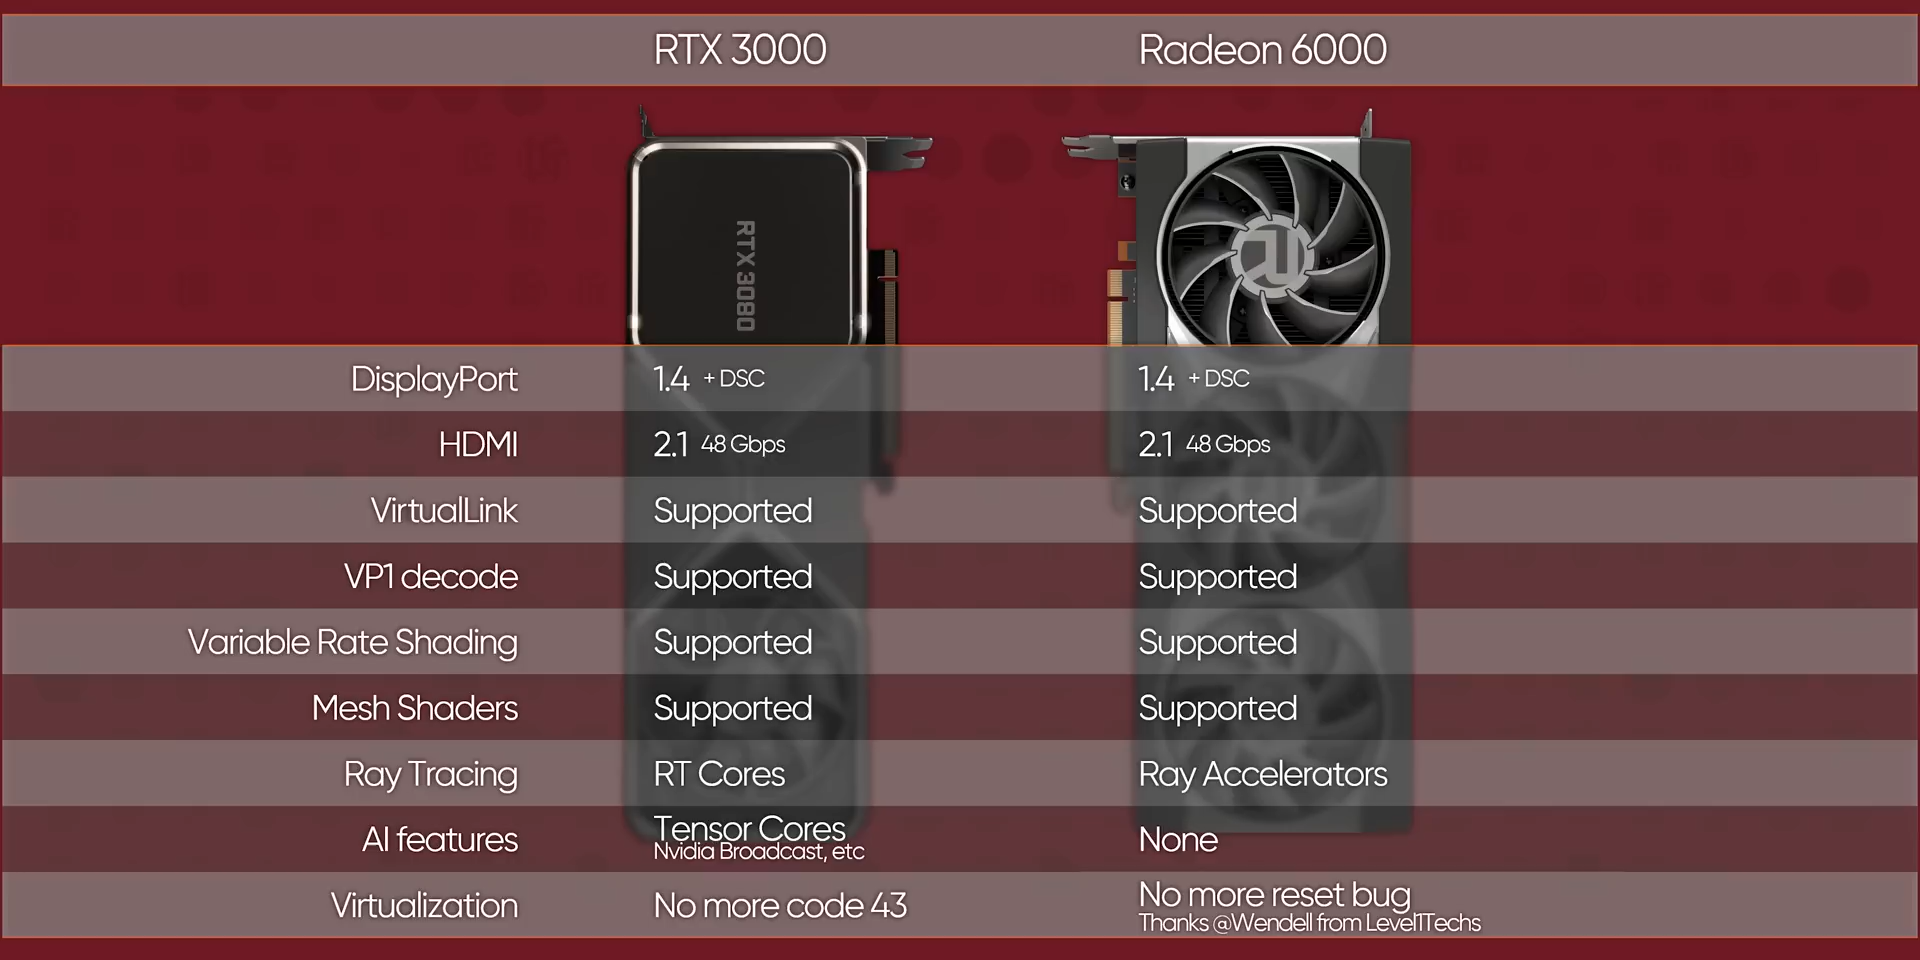 RTX 3000 Radeon 6000
RTX 3080
DisplayPort 1.4 + DSC 1.4 + DSC
HDMI 2.1 48 Gbps 2.1 48 Gbps
VirtualLink Supported Supported
VP1 decode Supported Supported
Variable Rate Shading Supported Supported
Mesh Shaders Supported Supported
Ray Tracing RT Cores Ray Accelerators
AI features Tensor Cores None
Nvidia Broadcast, etc
Virtualization No more code 43 No more reset bug
Thanks @Wendell from Level1Techs